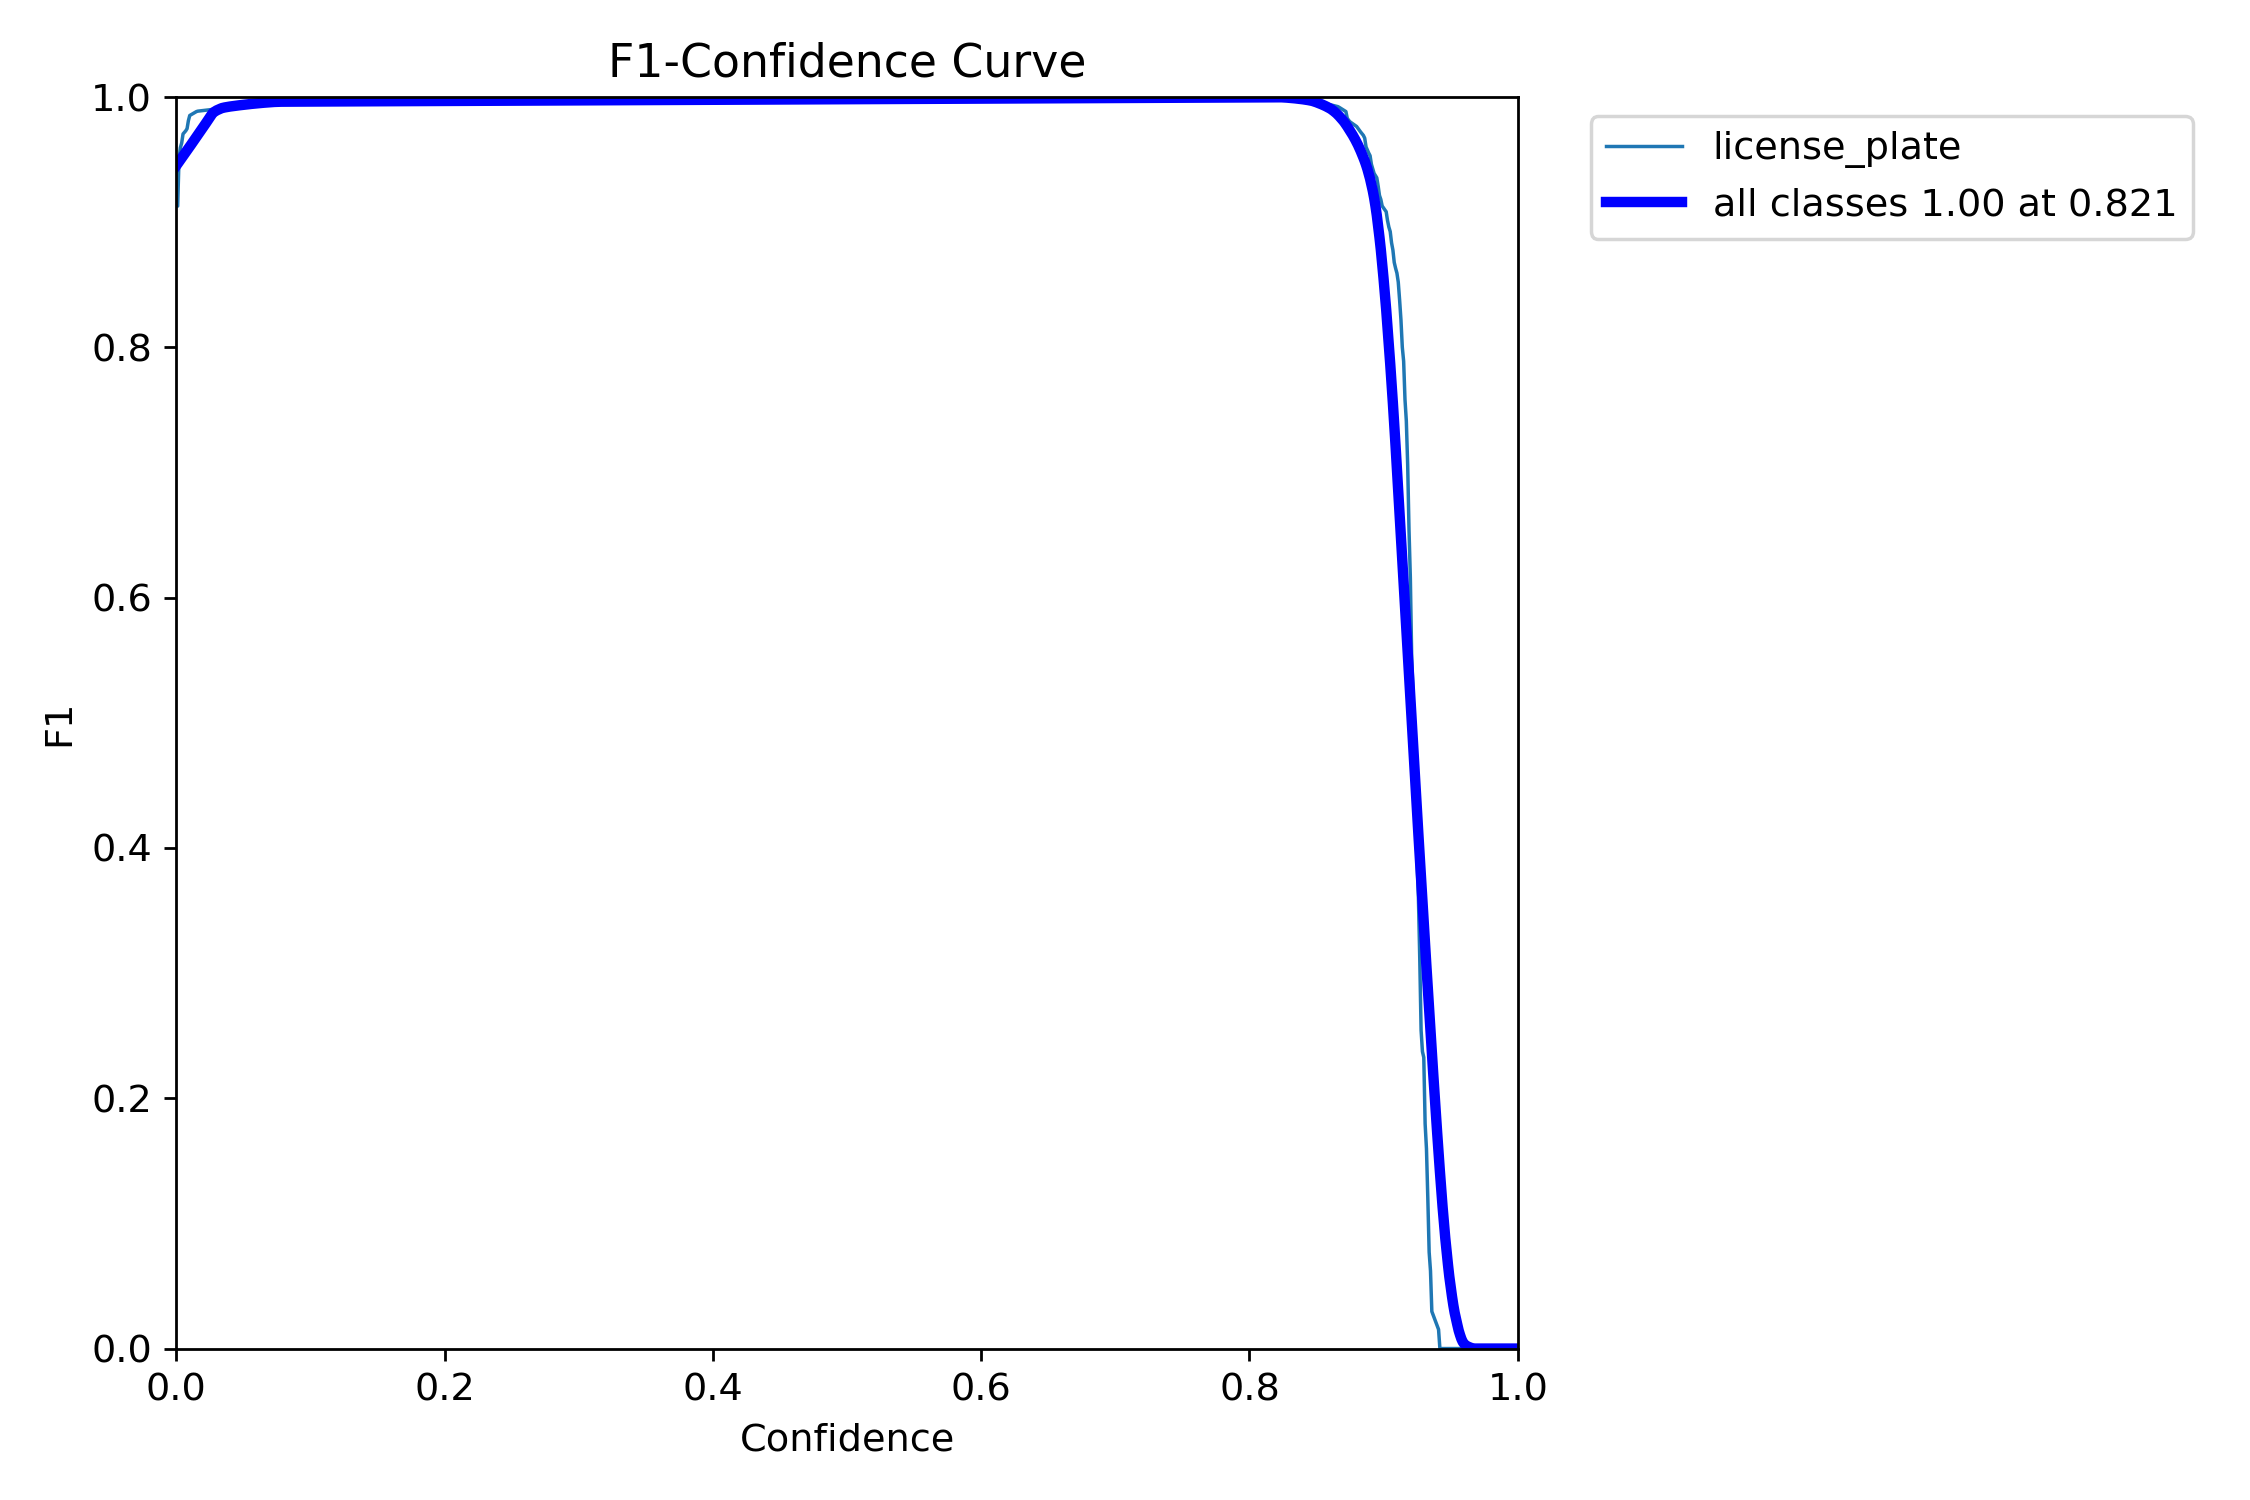 F1-Confidence Curve
license_plate
all classes 1.00 at 0.821
1.0
0.8
0.6
0.4
0.2
0.0
F1
0.0 0.2 0.4 0.6 0.8 1.0
Confidence